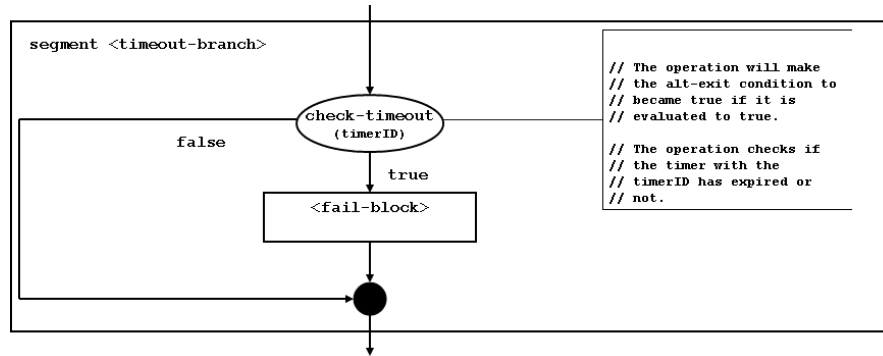 segment <timeout-branch>
check-timeout
(timerID)
false
true
<fail-block>
// The operation will make
// the alt-exit condition to
// became true if it is
// evaluated to true.
// The operation checks if
// the timer with the
// timerID has expired or
// not.